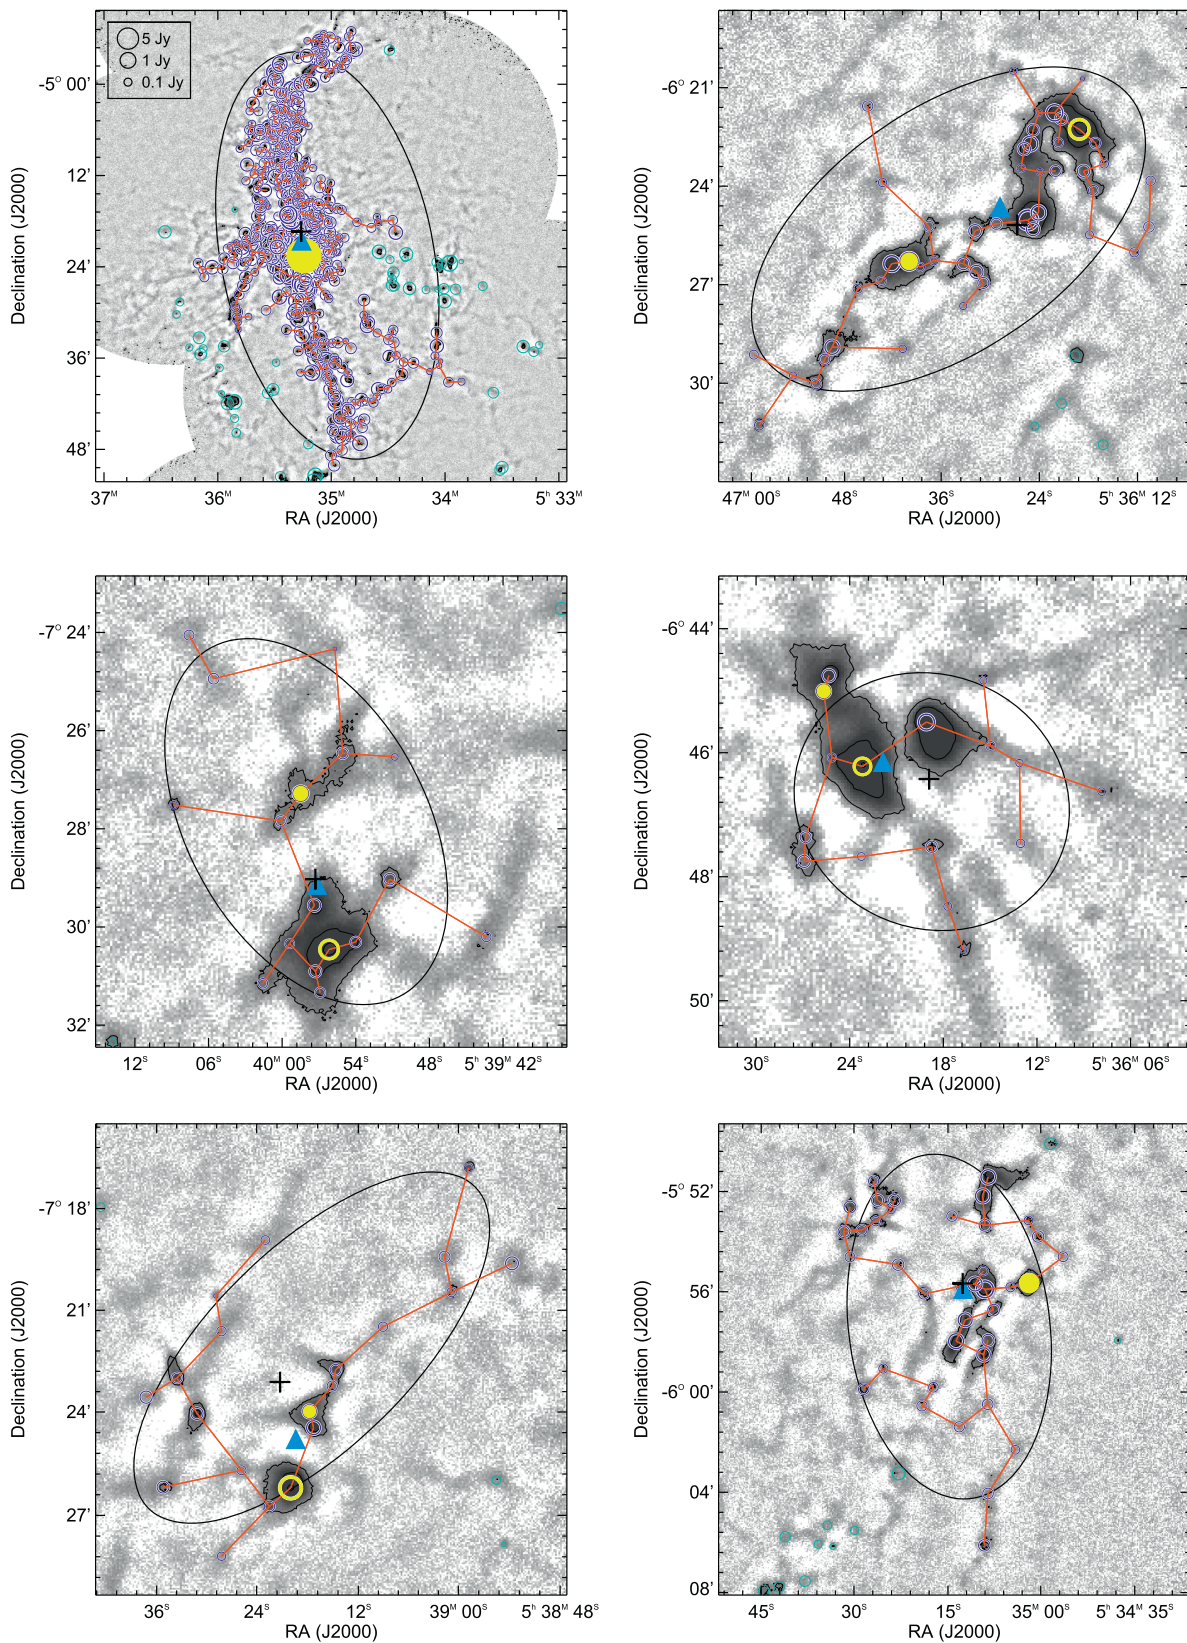 5 Jy
1 Jy
0.1 Jy
-5° 00'
12'
24'
36'
48'
Declination (J2000)
37ᴹ 36ᴹ 35ᴹ 34ᴹ 5ʰ 33ᴹ
RA (J2000)
-6° 21'
24'
27'
30'
Declination (J2000)
47ᴹ 00ˢ 48ˢ 36ˢ 24ˢ 5ʰ 36ᴹ 12ˢ
RA (J2000)
-7° 24'
26'
28'
30'
32'
Declination (J2000)
12ˢ 06ˢ 40ᴹ 00ˢ 54ˢ 48ˢ 5ʰ 39ᴹ 42ˢ
RA (J2000)
-6° 44'
46'
48'
50'
Declination (J2000)
30ˢ 24ˢ 18ˢ 12ˢ 5ʰ 36ᴹ 06ˢ
RA (J2000)
-7° 18'
21'
24'
27'
Declination (J2000)
36ˢ 24ˢ 12ˢ 39ᴹ 00ˢ 5ʰ 38ᴹ 48ˢ
RA (J2000)
-5° 52'
56'
-6° 00'
04'
08'
Declination (J2000)
45ˢ 30ˢ 15ˢ 35ᴹ 00ˢ 5ʰ 34ᴹ 35ˢ
RA (J2000)